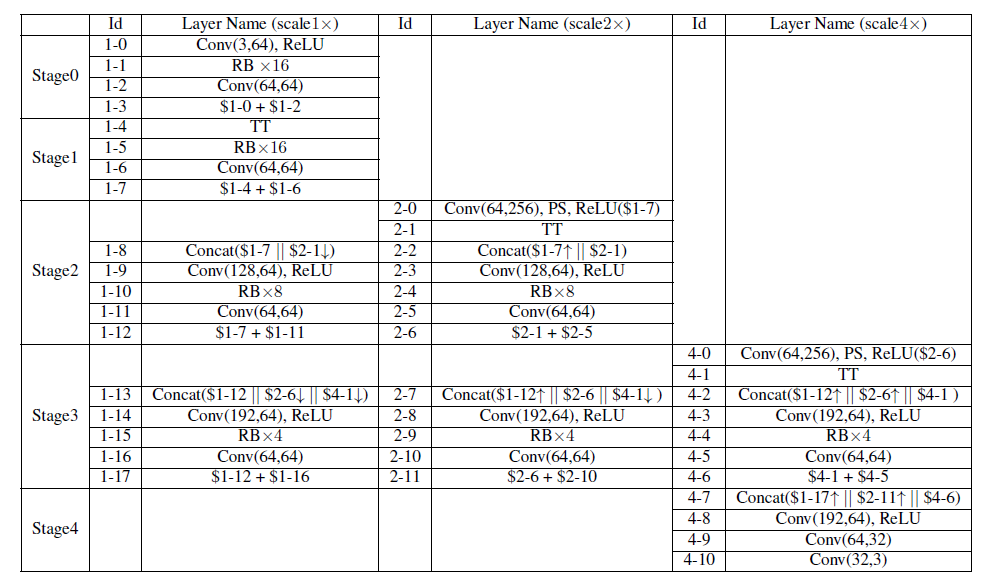 Id Layer Name (scale1×) Id Layer Name (scale2×) Id Layer Name (scale4×)
Stage0
1-0 Conv(3,64), ReLU
1-1 RB ×16
1-2 Conv(64,64)
1-3 $1-0 + $1-2
Stage1
1-4 TT
1-5 RB×16
1-6 Conv(64,64)
1-7 $1-4 + $1-6
Stage2
2-0 Conv(64,256), PS, ReLU($1-7)
2-1 TT
1-8 Concat($1-7 || $2-1↓) 2-2 Concat($1-7↑ || $2-1)
1-9 Conv(128,64), ReLU 2-3 Conv(128,64), ReLU
1-10 RB×8 2-4 RB×8
1-11 Conv(64,64) 2-5 Conv(64,64)
1-12 $1-7 + $1-11 2-6 $2-1 + $2-5
Stage3
4-0 Conv(64,256), PS, ReLU($2-6)
4-1 TT
1-13 Concat($1-12 || $2-6↓ || $4-1↓) 2-7 Concat($1-12↑ || $2-6 || $4-1↓ ) 4-2 Concat($1-12↑ || $2-6↑ || $4-1 )
1-14 Conv(192,64), ReLU 2-8 Conv(192,64), ReLU 4-3 Conv(192,64), ReLU
1-15 RB×4 2-9 RB×4 4-4 RB×4
1-16 Conv(64,64) 2-10 Conv(64,64) 4-5 Conv(64,64)
1-17 $1-12 + $1-16 2-11 $2-6 + $2-10 4-6 $4-1 + $4-5
Stage4
4-7 Concat($1-17↑ || $2-11↑ || $4-6)
4-8 Conv(192,64), ReLU
4-9 Conv(64,32)
4-10 Conv(32,3)